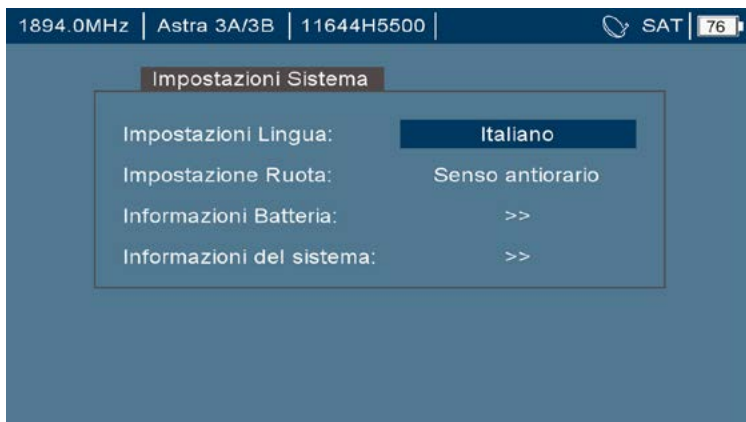 1894.0MHz | Astra 3A/3B | 11644H5500 | SAT | 76
Impostazioni Sistema
Impostazioni Lingua: Italiano
Impostazione Ruota: Senso antiorario
Informazioni Batteria: >>
Informazioni del sistema: >>